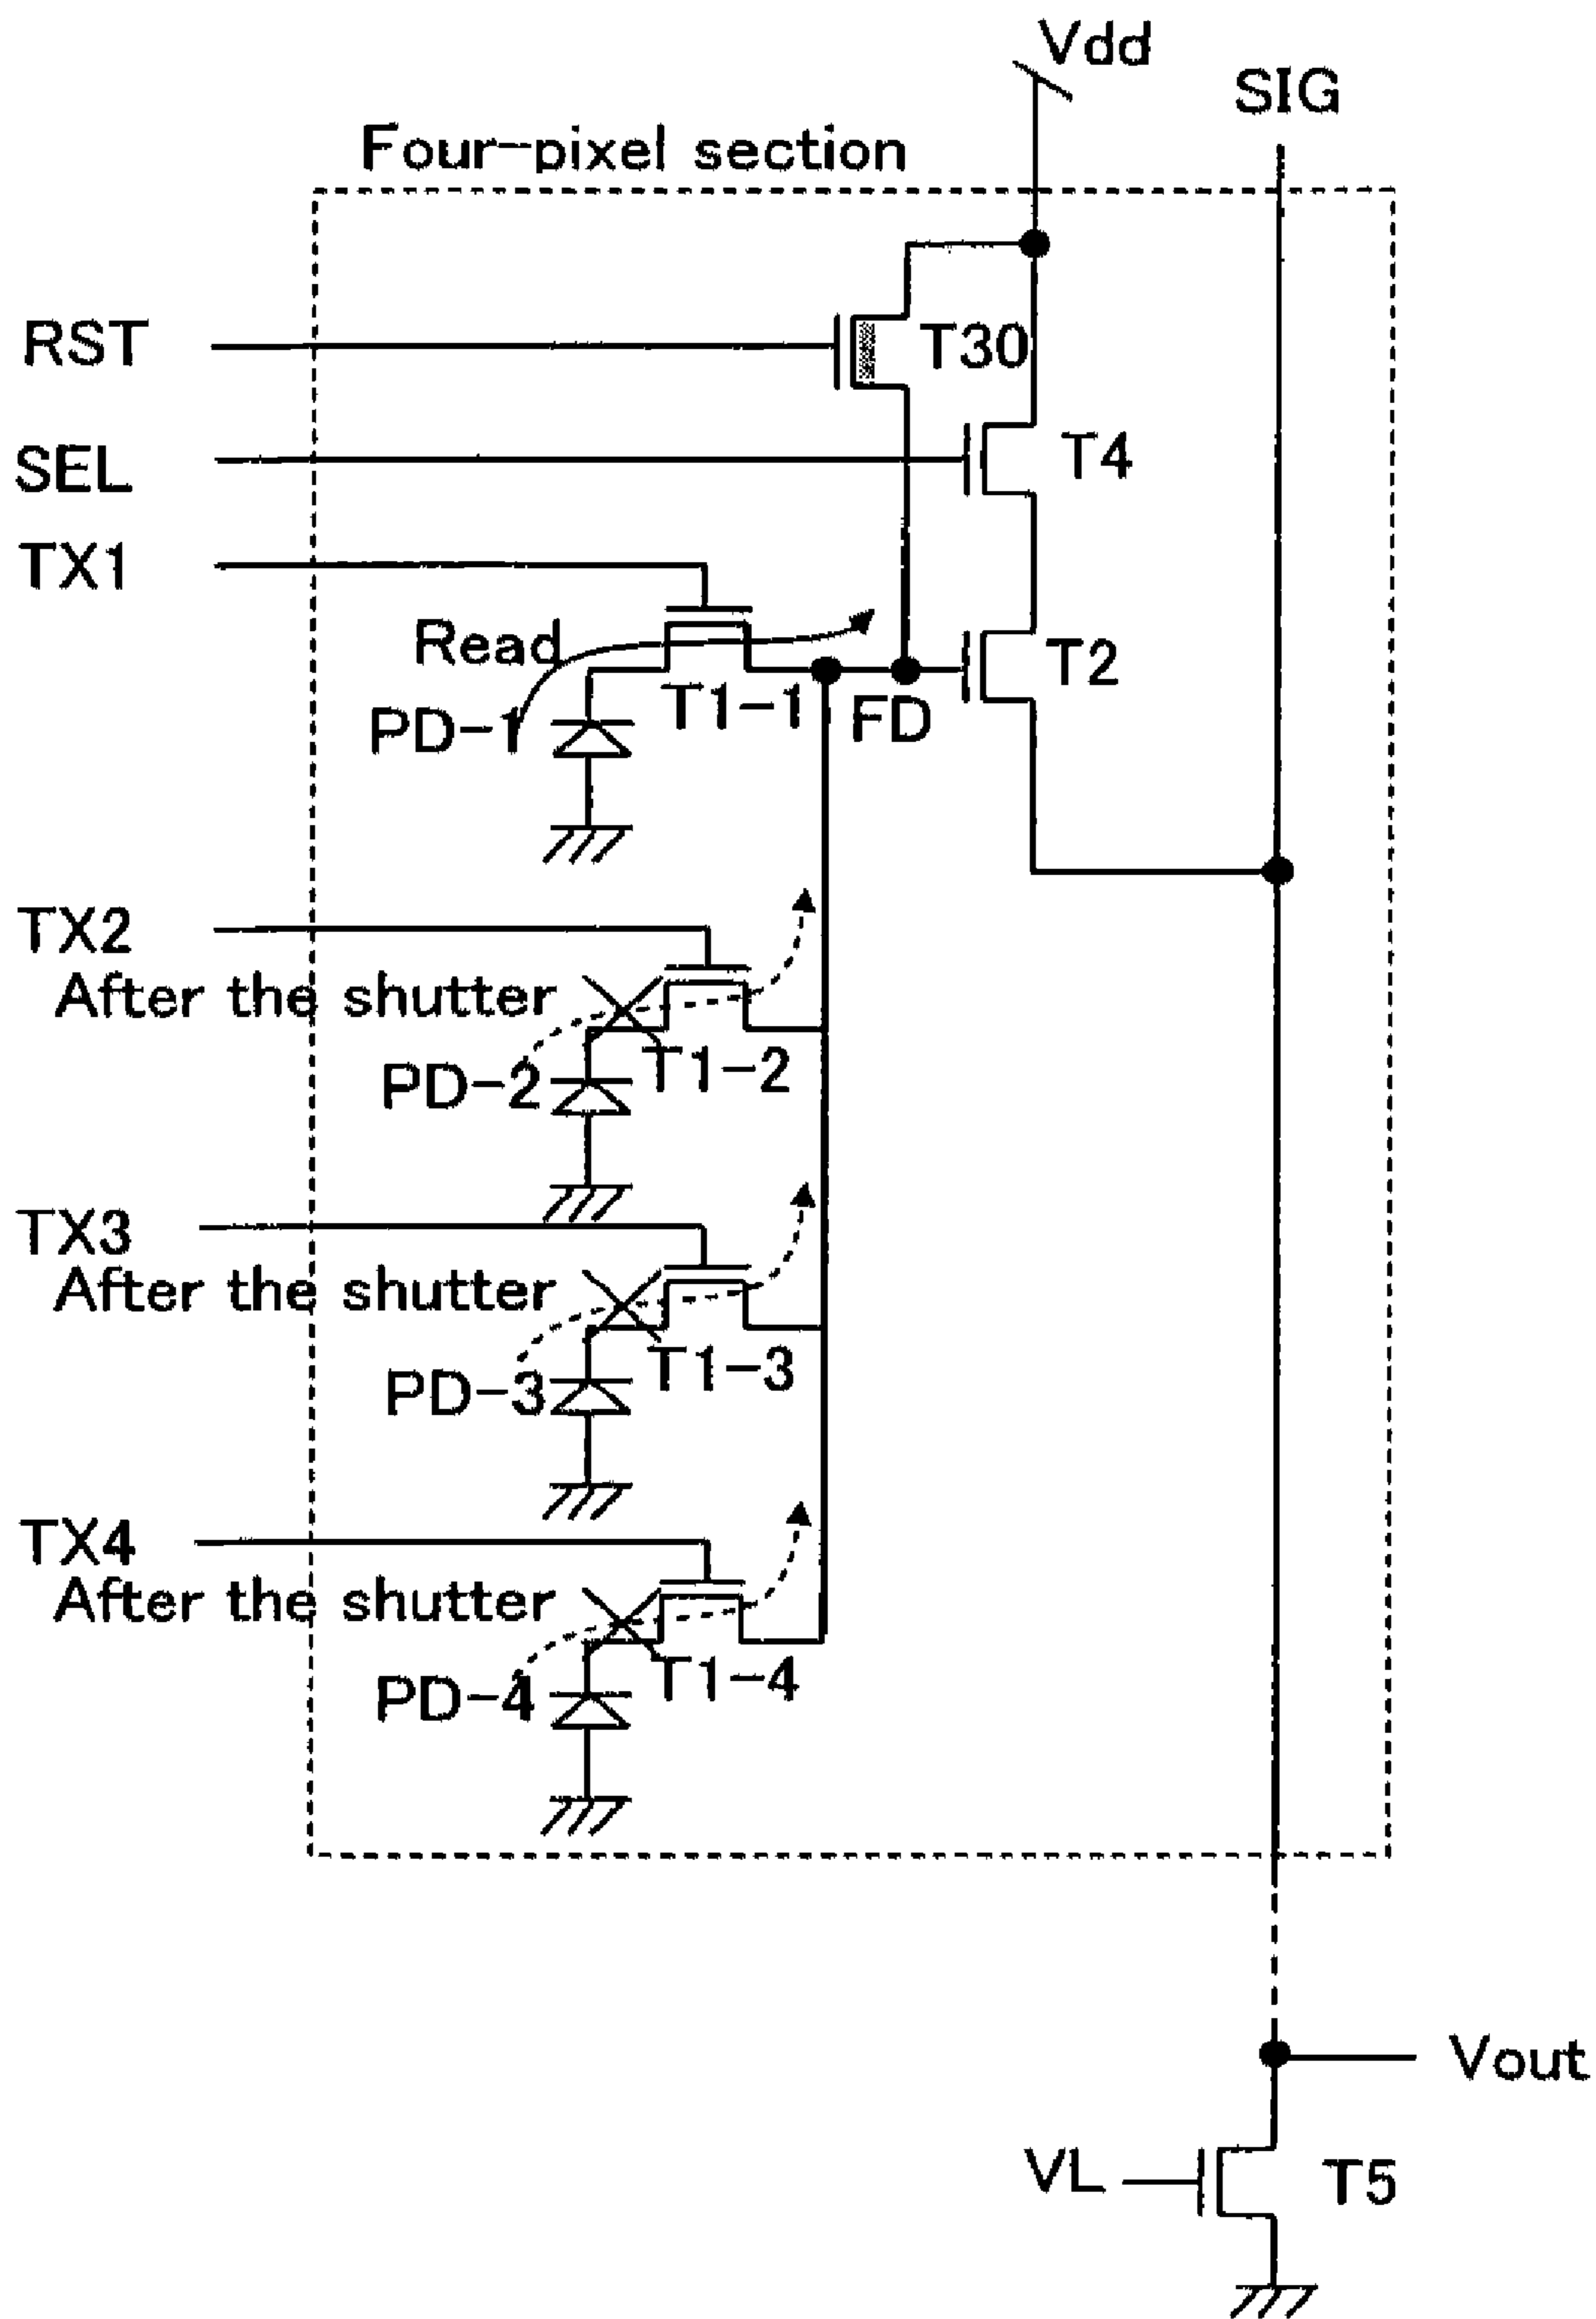 Vdd
SIG
Four-pixel section
RST
T30
SEL
T4
TX1
Read
T2
T1-1
FD
PD-1
TX2
After the shutter
T1-2
PD-2
TX3
After the shutter
T1-3
PD-3
TX4
After the shutter
T1-4
PD-4
Vout
VL
T5